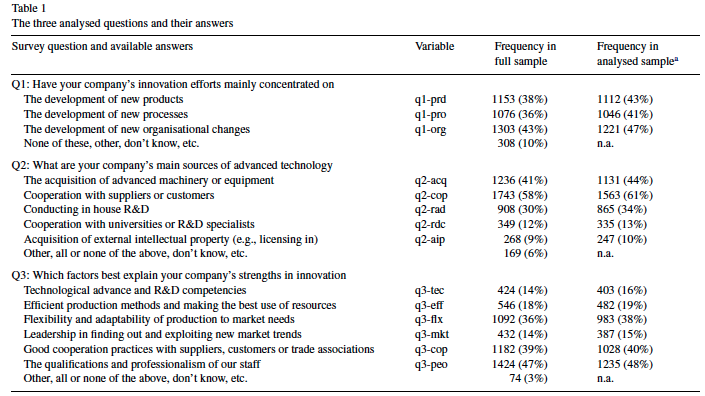 Table 1
The three analysed questions and their answers
Survey question and available answers Variable Frequency in full sample Frequency in analysed sampleª
Q1: Have your company's innovation efforts mainly concentrated on
The development of new products q1-prd 1153 (38%) 1112 (43%)
The development of new processes q1-pro 1076 (36%) 1046 (41%)
The development of new organisational changes q1-org 1303 (43%) 1221 (47%)
None of these, other, don't know, etc. 308 (10%) n.a.
Q2: What are your company's main sources of advanced technology
The acquisition of advanced machinery or equipment q2-acq 1236 (41%) 1131 (44%)
Cooperation with suppliers or customers q2-cop 1743 (58%) 1563 (61%)
Conducting in house R&D q2-rad 908 (30%) 865 (34%)
Cooperation with universities or R&D specialists q2-rdc 349 (12%) 335 (13%)
Acquisition of external intellectual property (e.g., licensing in) q2-aip 268 (9%) 247 (10%)
Other, all or none of the above, don't know, etc. 169 (6%) n.a.
Q3: Which factors best explain your company's strengths in innovation
Technological advance and R&D competencies q3-tec 424 (14%) 403 (16%)
Efficient production methods and making the best use of resources q3-eff 546 (18%) 482 (19%)
Flexibility and adaptability of production to market needs q3-flx 1092 (36%) 983 (38%)
Leadership in finding out and exploiting new market trends q3-mkt 432 (14%) 387 (15%)
Good cooperation practices with suppliers, customers or trade associations q3-cop 1182 (39%) 1028 (40%)
The qualifications and professionalism of our staff q3-peo 1424 (47%) 1235 (48%)
Other, all or none of the above, don't know, etc. 74 (3%) n.a.